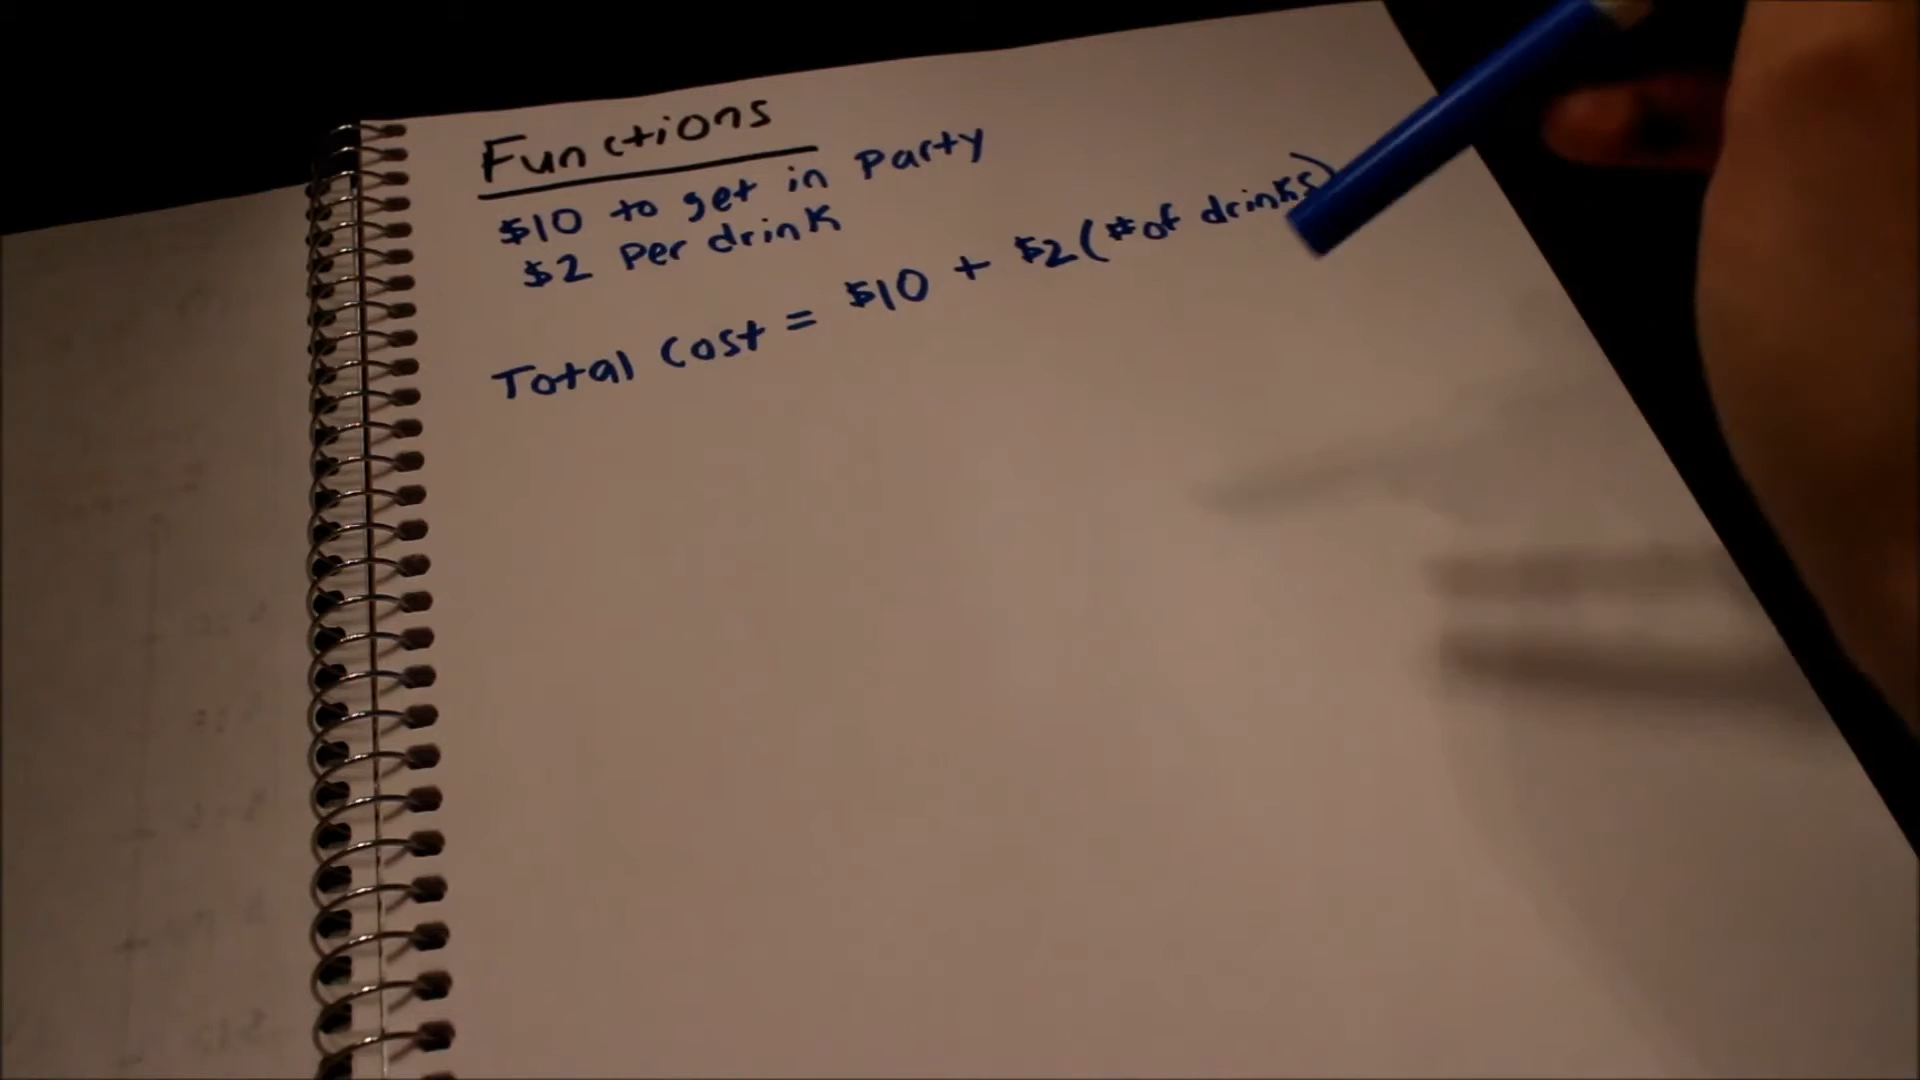 Functions
$10 to get in Party
$2 Per drink
Total Cost = $10 + $2(# of drinks)